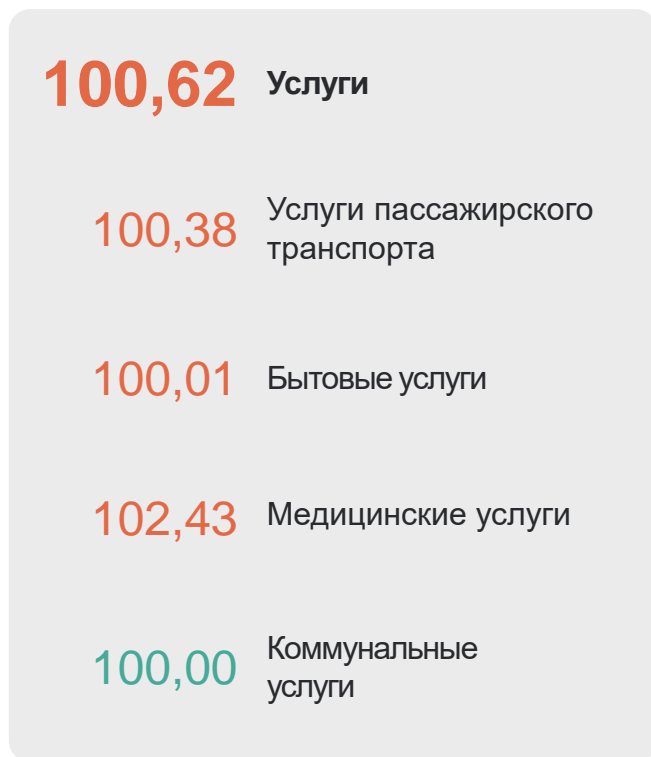 100,62 Услуги
100,38 Услуги пассажирского
транспорта
100,01 Бытовые услуги
102,43 Медицинские услуги
100,00 Коммунальные
услуги